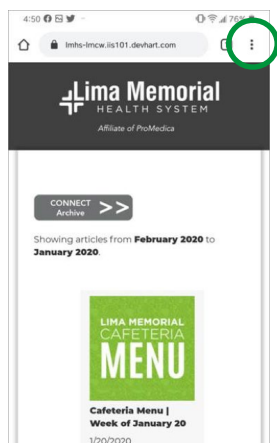 4:50
76%
lmhs-lmcw.iis101.devhart.com
Lima Memorial
HEALTH SYSTEM
Affiliate of ProMedica
CONNECT >>
Archive
Showing articles from February 2020 to
January 2020.
LIMA MEMORIAL
CAFETERIA
MENU
Cafeteria Menu |
Week of January 20
1/20/2020